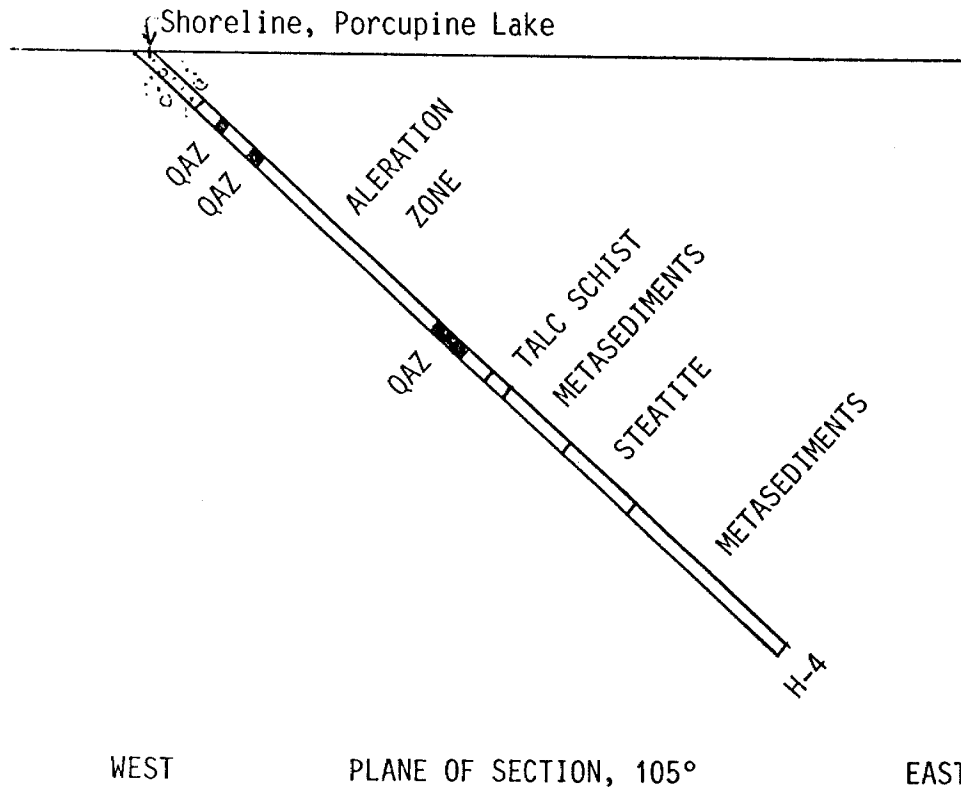 Shoreline, Porcupine Lake
QAZ
QAZ
ALERATION
ZONE
QAZ
TALC SCHIST
METASEDIMENTS
STEATITE
METASEDIMENTS
H-4
WEST PLANE OF SECTION, 105° EAST